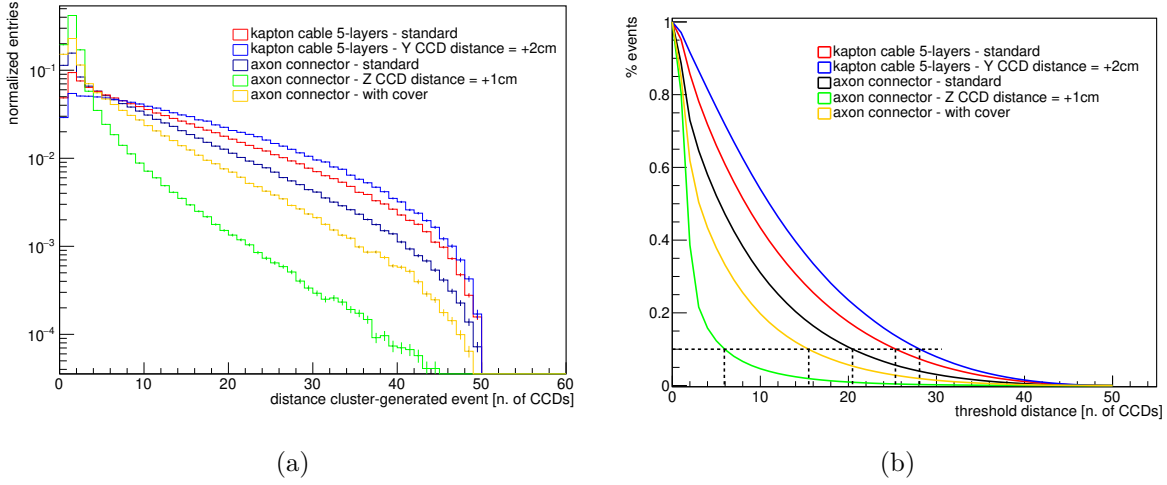 normalized entries
kapton cable 5-layers - standard
kapton cable 5-layers - Y CCD distance = +2cm
axon connector - standard
axon connector - Z CCD distance = +1cm
axon connector - with cover
10⁻¹
10⁻²
10⁻³
10⁻⁴
0 10 20 30 40 50 60
distance cluster-generated event [n. of CCDs]
(a)
% events
kapton cable 5-layers - standard
kapton cable 5-layers - Y CCD distance = +2cm
axon connector - standard
axon connector - Z CCD distance = +1cm
axon connector - with cover
1
0.8
0.6
0.4
0.2
0
0 10 20 30 40 50
threshold distance [n. of CCDs]
(b)